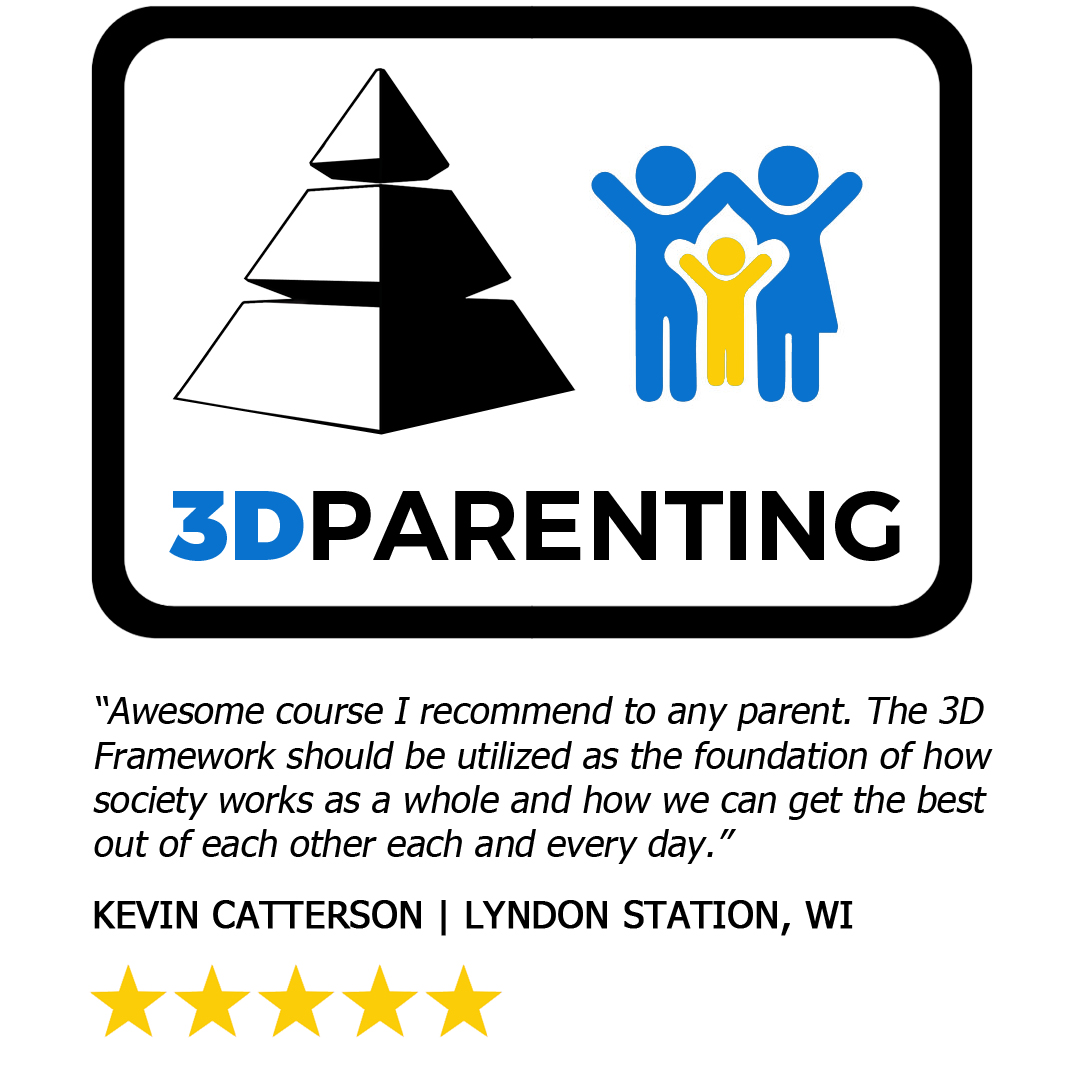 3DPARENTING
“Awesome course I recommend to any parent. The 3D
Framework should be utilized as the foundation of how
society works as a whole and how we can get the best
out of each other each and every day.”
KEVIN CATTERSON | LYNDON STATION, WI